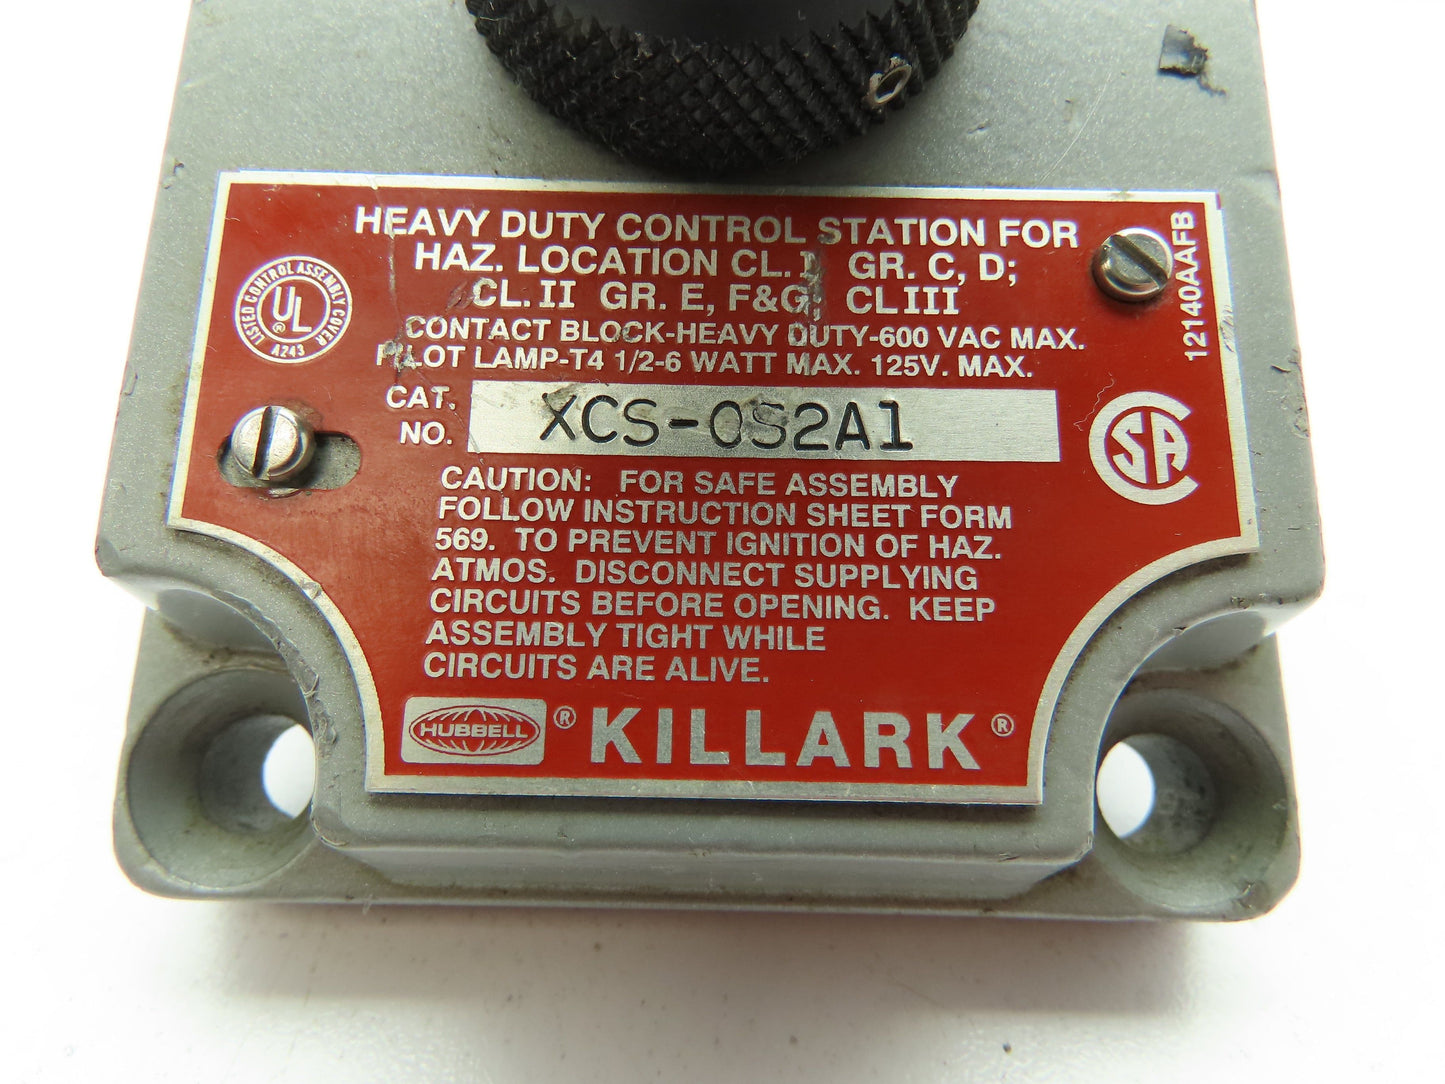 HEAVY DUTY CONTROL STATION FOR
HAZ. LOCATION CL. I GR. C, D;
CL. II GR. E, F&G; CL III
CONTACT BLOCK-HEAVY DUTY-600 VAC MAX.
PILOT LAMP-T4 1/2-6 WATT MAX. 125V. MAX.
CAT. NO. XCS-0S2A1
CAUTION: FOR SAFE ASSEMBLY
FOLLOW INSTRUCTION SHEET FORM
569. TO PREVENT IGNITION OF HAZ.
ATMOS. DISCONNECT SUPPLYING
CIRCUITS BEFORE OPENING. KEEP
ASSEMBLY TIGHT WHILE
CIRCUITS ARE ALIVE.
HUBBELL ® KILLARK ®
LISTED CONTROL ASSEMBLY COVER
UL ®
A243
12140AAFB
CSA